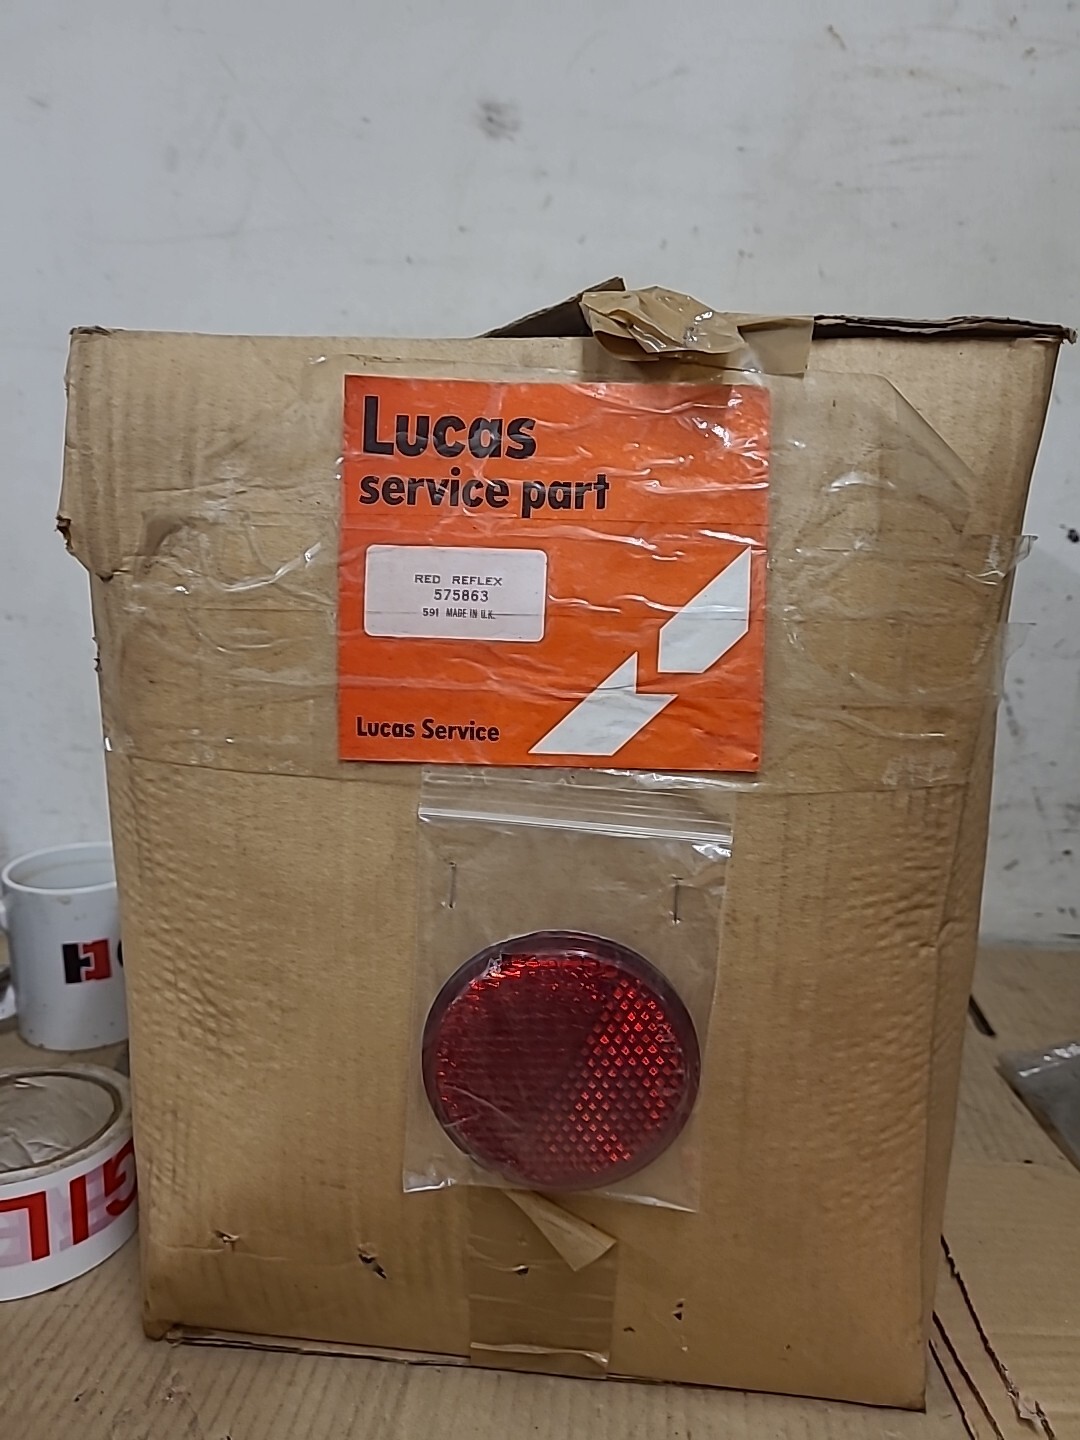 Lucas
service part
RED REFLEX
575863
591 MADE IN U.K.
Lucas Service